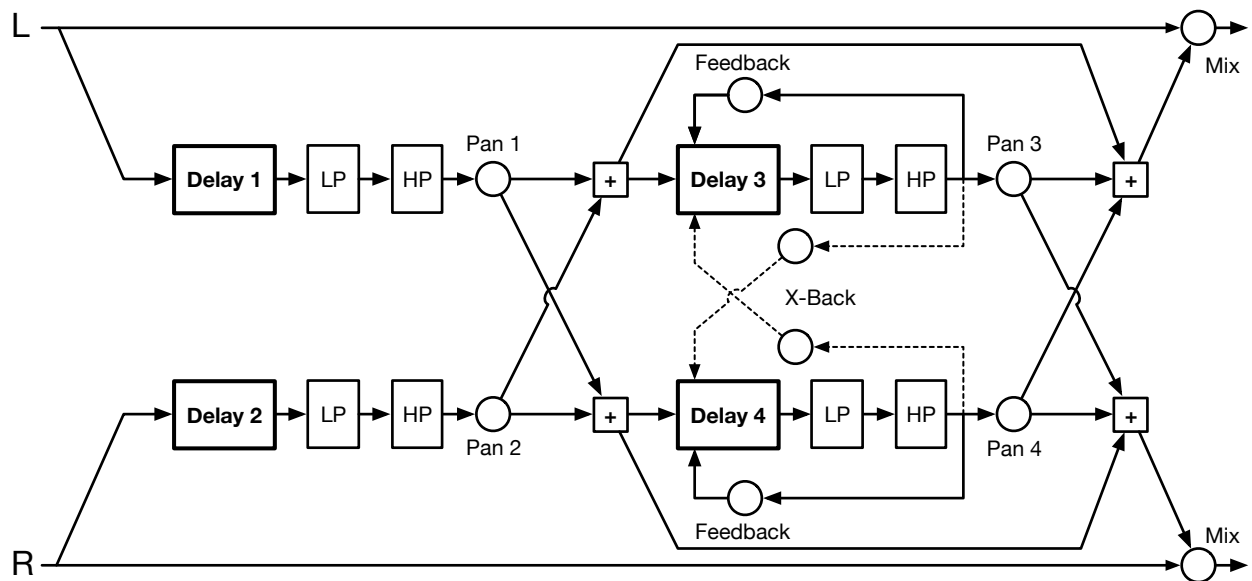 L
Feedback
Mix
Pan 1
Pan 3
Delay 1
LP
HP
+
Delay 3
LP
HP
+
X-Back
Delay 2
LP
HP
+
Delay 4
LP
HP
+
Pan 2
Pan 4
Feedback
Mix
R